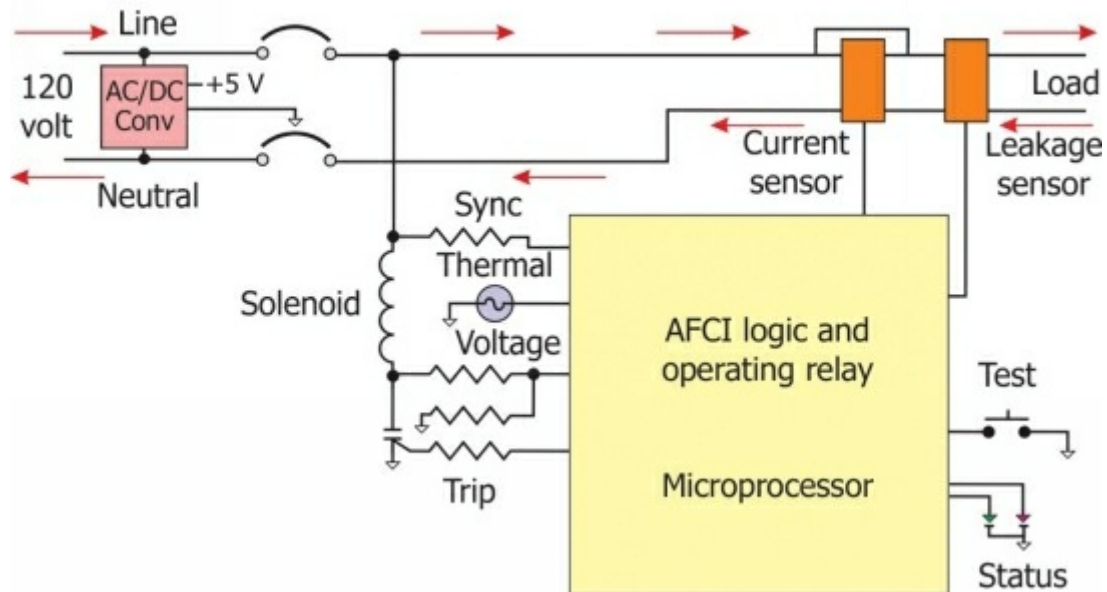 Line
120
volt
AC/DC
Conv
+5 V
Neutral
Load
Current
sensor
Leakage
sensor
Sync
Thermal
Solenoid
Voltage
Trip
AFCI logic and
operating relay
Microprocessor
Test
Status